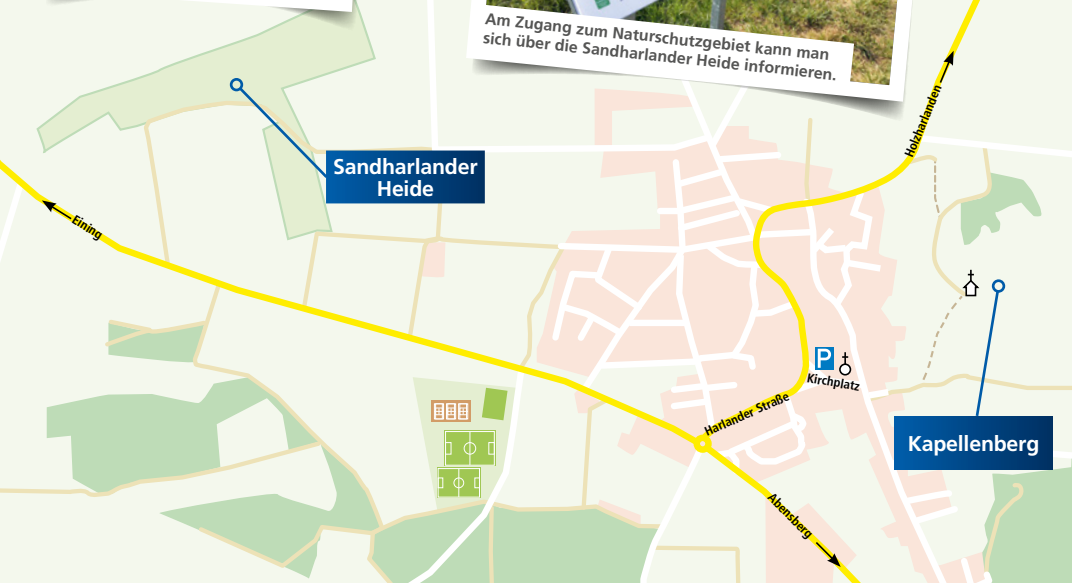 Am Zugang zum Naturschutzgebiet kann man
sich über die Sandharlander Heide informieren.
Holzharlanden
Sandharlander
Heide
Eining
P
Kirchplatz
Harlander Straße
Kapellenberg
Abensberg